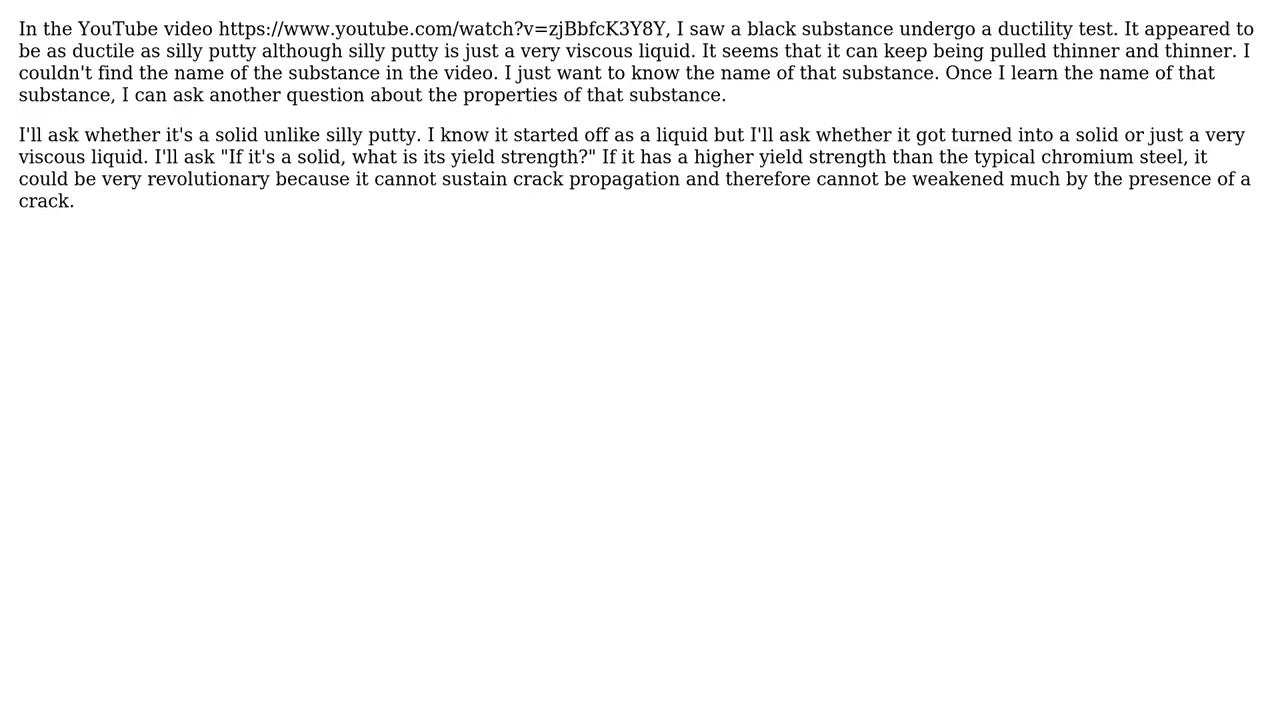 In the YouTube video https://www.youtube.com/watch?v=zjBbfcK3Y8Y, I saw a black substance undergo a ductility test. It appeared to
be as ductile as silly putty although silly putty is just a very viscous liquid. It seems that it can keep being pulled thinner and thinner. I
couldn't find the name of the substance in the video. I just want to know the name of that substance. Once I learn the name of that
substance, I can ask another question about the properties of that substance.
I'll ask whether it's a solid unlike silly putty. I know it started off as a liquid but I'll ask whether it got turned into a solid or just a very
viscous liquid. I'll ask "If it's a solid, what is its yield strength?" If it has a higher yield strength than the typical chromium steel, it
could be very revolutionary because it cannot sustain crack propagation and therefore cannot be weakened much by the presence of a
crack.